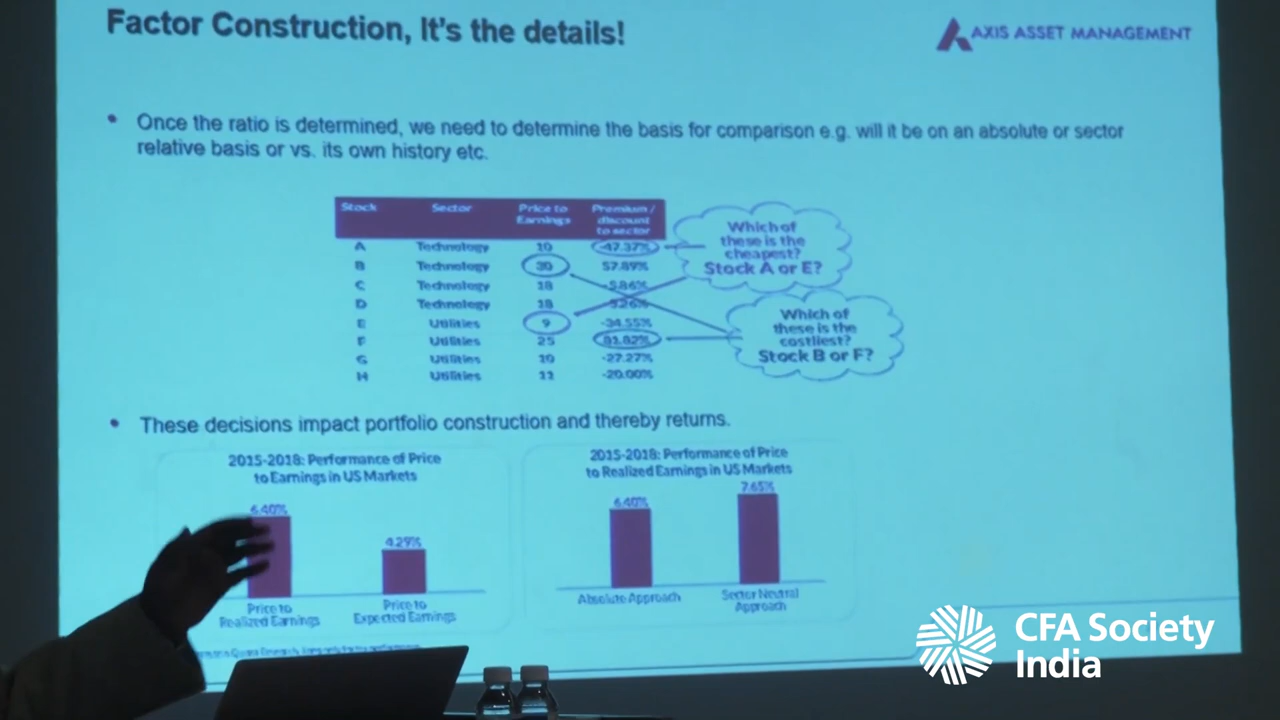 Factor Construction, It's the details!
AXIS ASSET MANAGEMENT
• Once the ratio is determined, we need to determine the basis for comparison e.g. will it be on an absolute or sector
relative basis or vs. its own history etc.
Stock Sector Price to Earnings Premium / discount to sector
A Technology 10 -47.37%
B Technology 30 57.89%
C Technology 18
D Technology 18
E Utilities 9 -34.55%
F Utilities 25 81.82%
G Utilities 10 -27.27%
H Utilities 11 -20.00%
Which of
these is the
cheapest?
Stock A or E?
Which of
these is the
costliest?
Stock B or F?
• These decisions impact portfolio construction and thereby returns.
2015-2018: Performance of Price
to Earnings in US Markets
6.40%
4.29%
Price to
Realized Earnings
Price to
Expected Earnings
2015-2018: Performance of Price
to Realized Earnings in US Markets
6.40%
7.65%
Absolute Approach
Sector Neutral
Approach
CFA Society
India